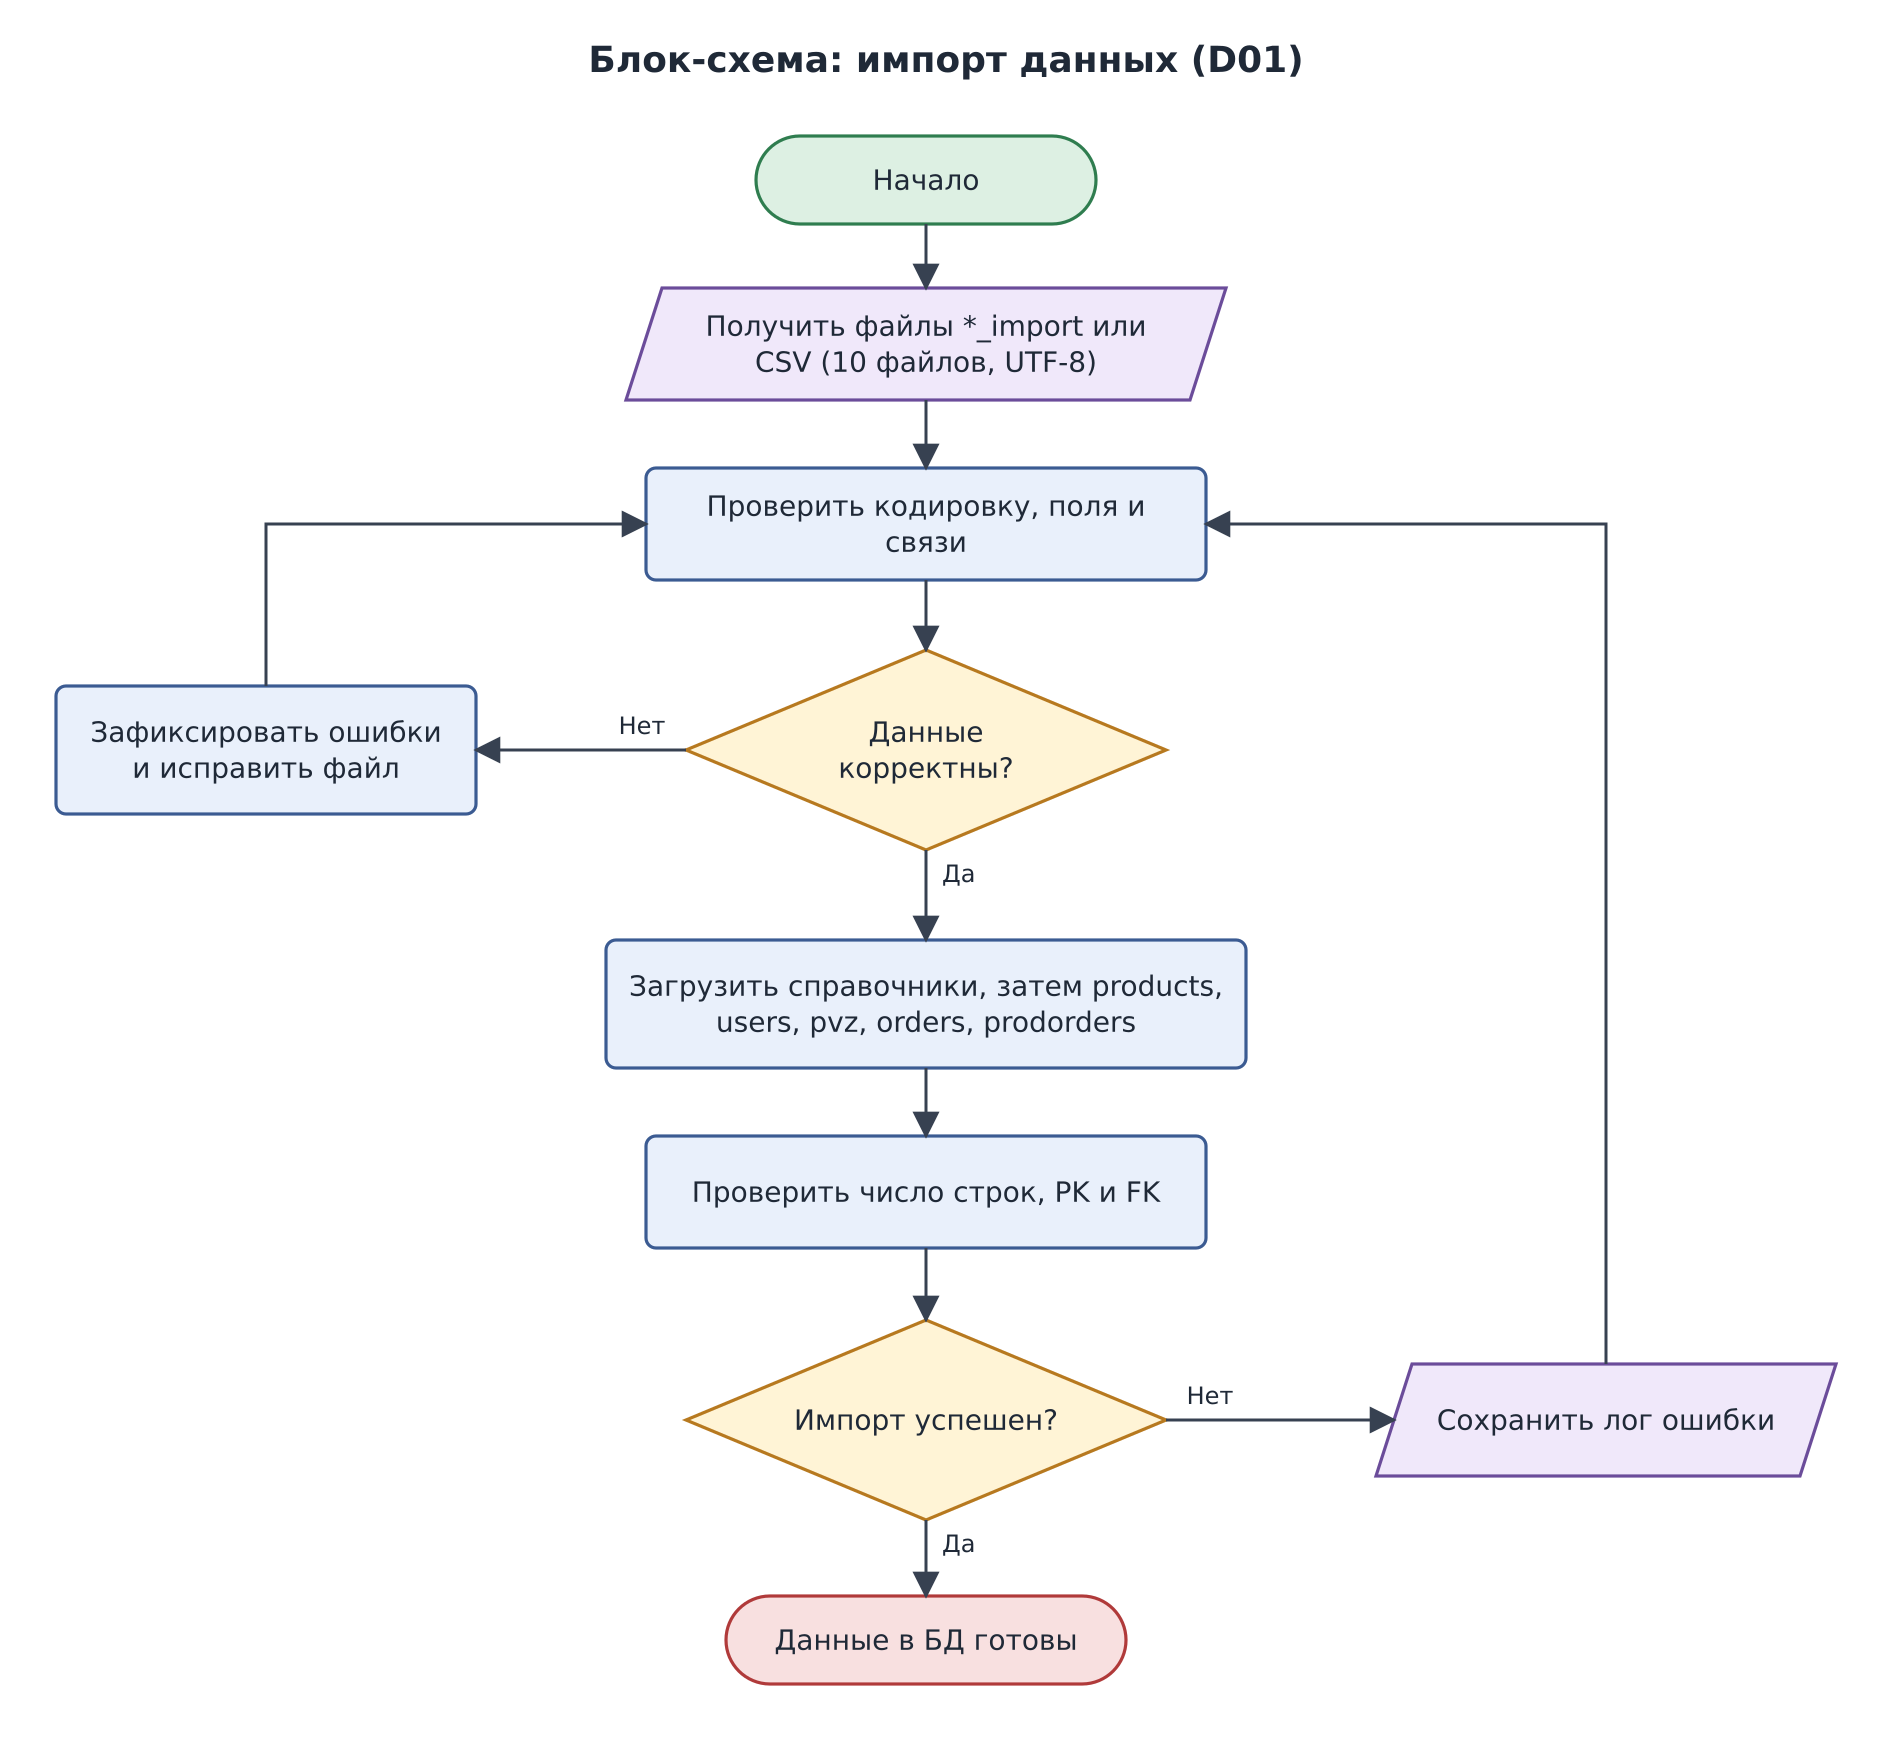 Блок-схема: импорт данных (D01)
Начало
Получить файлы *_import или
CSV (10 файлов, UTF-8)
Проверить кодировку, поля и
связи
Данные
корректны?
Нет
Зафиксировать ошибки
и исправить файл
Да
Загрузить справочники, затем products,
users, pvz, orders, prodorders
Проверить число строк, PK и FK
Импорт успешен?
Нет
Сохранить лог ошибки
Да
Данные в БД готовы